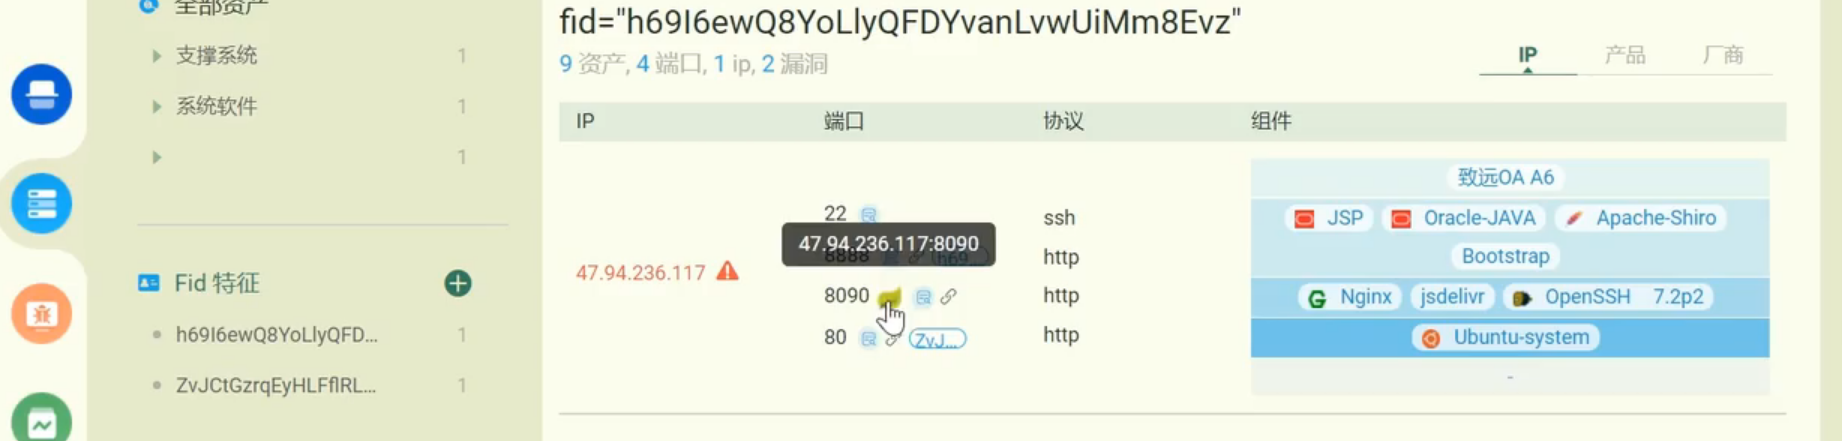 全部资产
支撑系统 1
系统软件 1
1
Fid 特征
h69I6ewQ8YoLlyQFD... 1
ZvJCtGzrqEyHLFflRL... 1
fid="h69I6ewQ8YoLlyQFDYvanLvwUiMm8Evz"
9 资产, 4 端口, 1 ip, 2 漏洞
IP 产品 厂商
IP 端口 协议 组件
47.94.236.117
22 ssh
47.94.236.117:8090
8888 h69... http
8090 http
80 ZvJ... http
致远OA A6
JSP Oracle-JAVA Apache-Shiro
Bootstrap
Nginx jsdelivr OpenSSH 7.2p2
Ubuntu-system
-